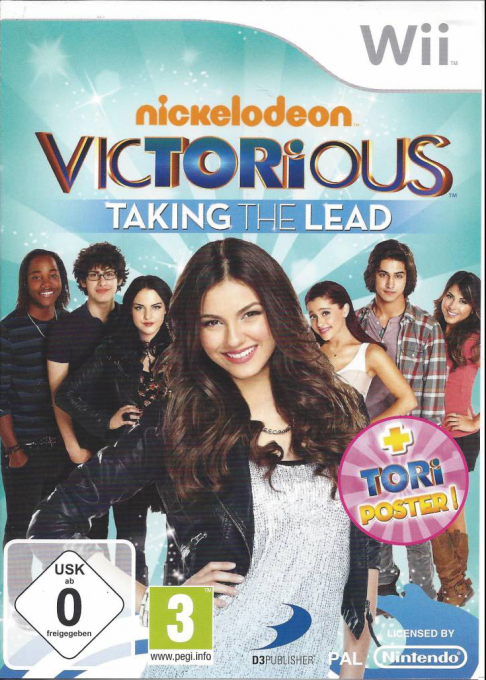 Wii
nickelodeon
VICTORiOUS
TAKING THE LEAD
+
TORi
POSTER!
USK
ab
0
freigegeben
3
www.pegi.info
D3PUBLISHER
PAL
LICENSED BY
Nintendo